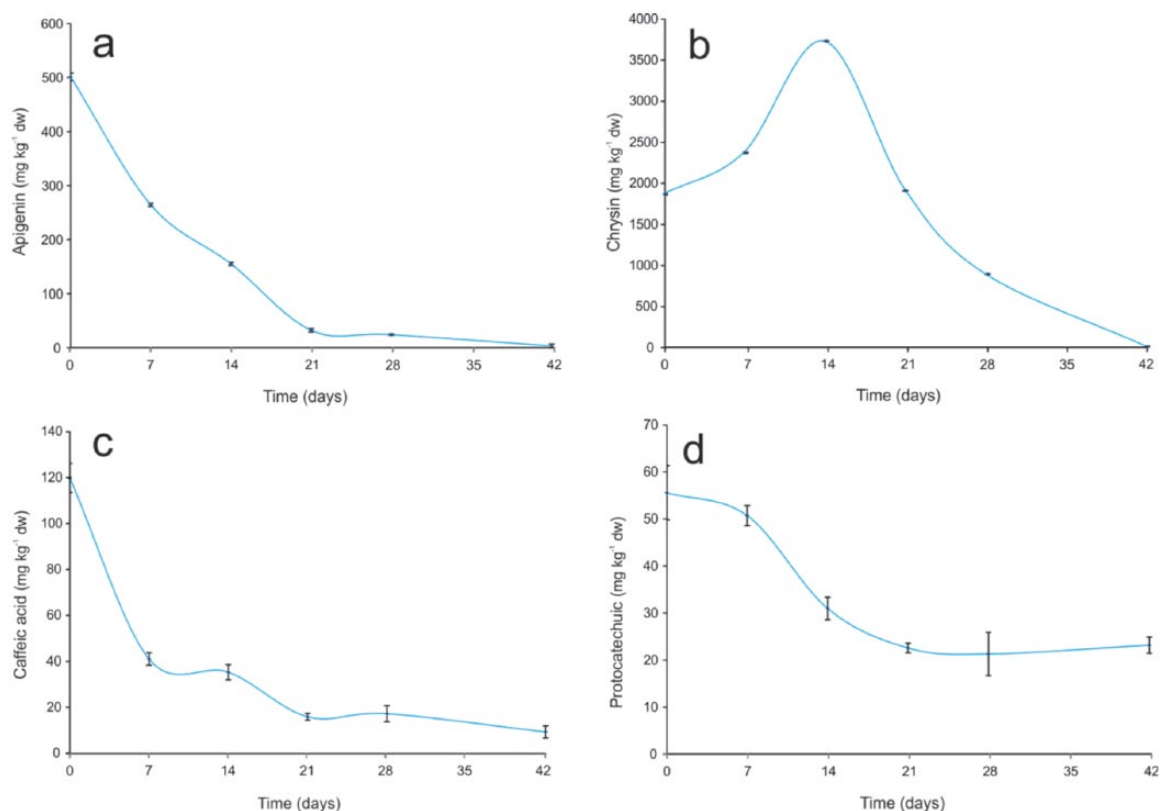 a
Apigenin (mg kg⁻¹ dw)
600
500
400
300
200
100
0
0 7 14 21 28 35 42
Time (days)
b
Chrysin (mg kg⁻¹ dw)
4000
3500
3000
2500
2000
1500
1000
500
0
0 7 14 21 28 35 42
Time (days)
c
Caffeic acid (mg kg⁻¹ dw)
140
120
100
80
60
40
20
0
0 7 14 21 28 35 42
Time (days)
d
Protocatechuic (mg kg⁻¹ dw)
70
60
50
40
30
20
10
0
0 7 14 21 28 35 42
Time (days)